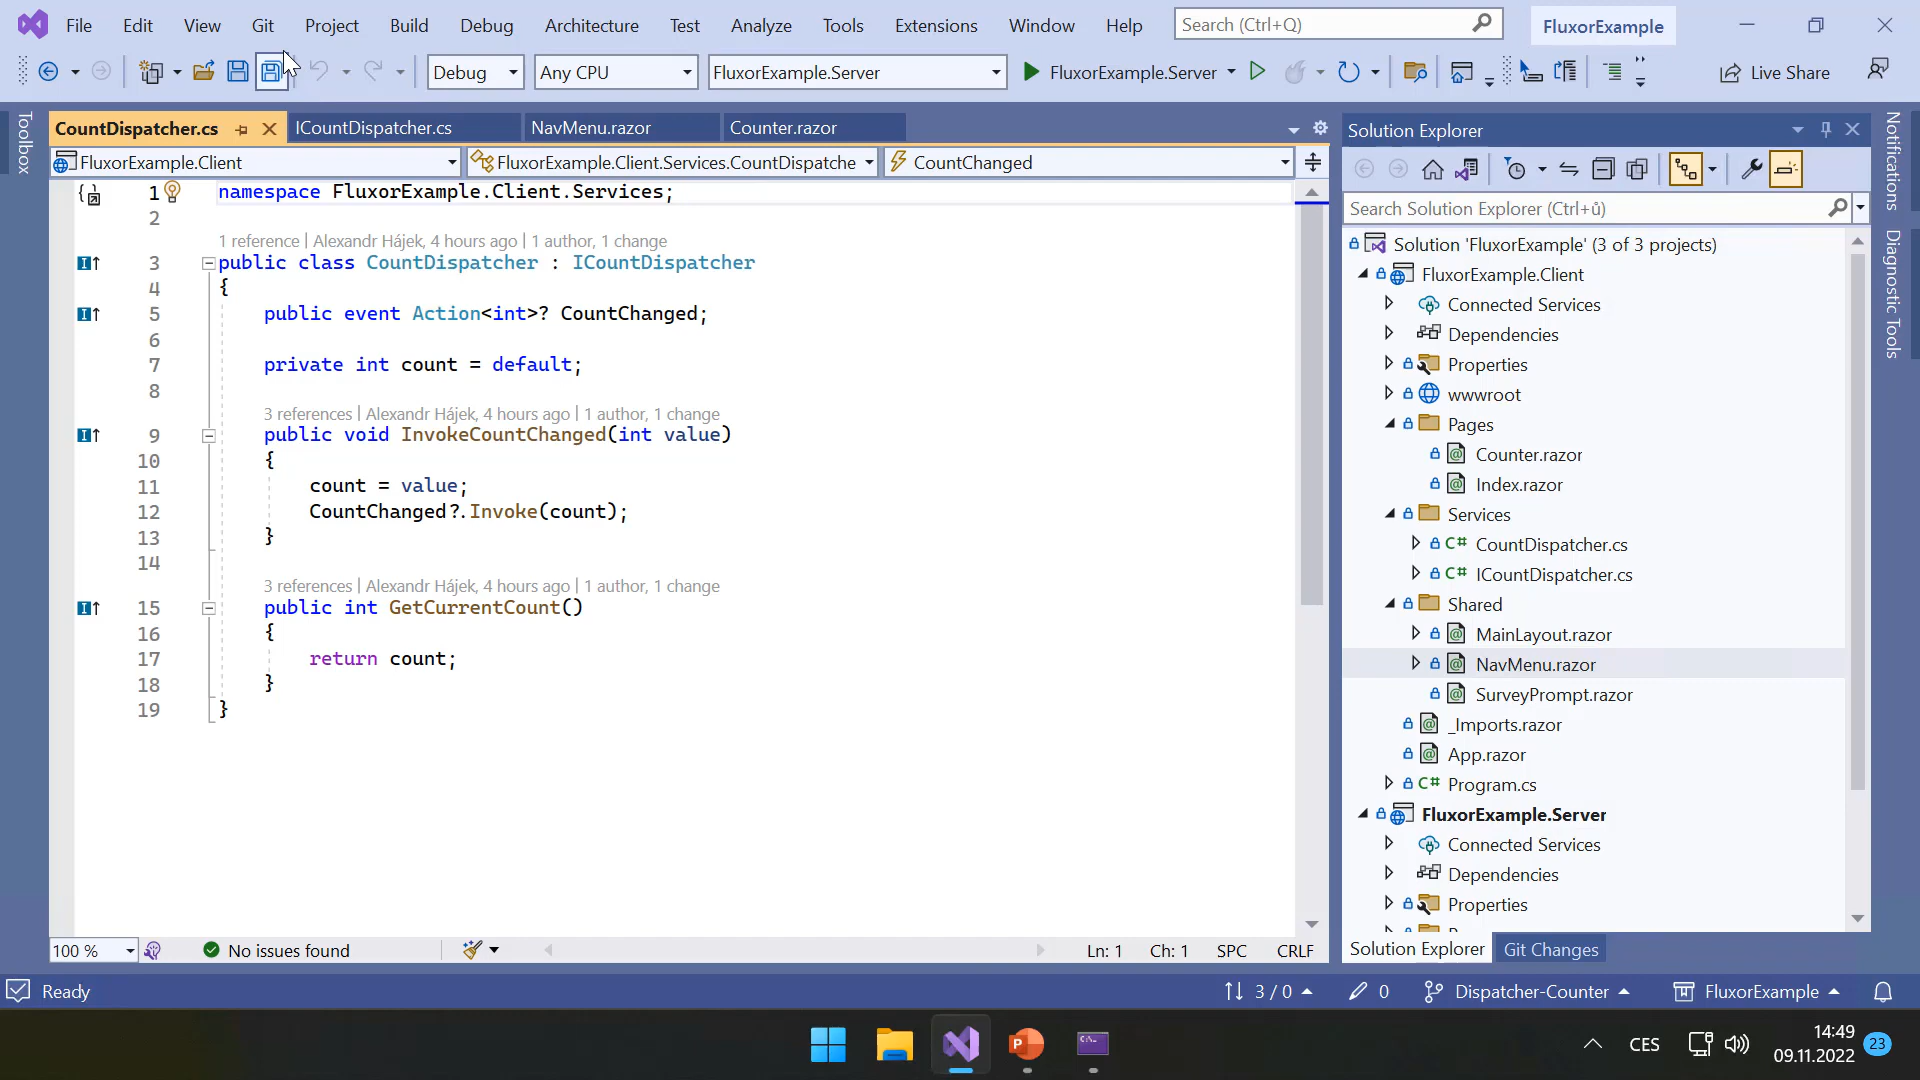 File Edit View Git Project Build Debug Architecture Test Analyze Tools Extensions Window Help Search (Ctrl+Q) FluxorExample
Debug Any CPU FluxorExample.Server FluxorExample.Server Live Share
Toolbox
CountDispatcher.cs ICountDispatcher.cs NavMenu.razor Counter.razor
FluxorExample.Client FluxorExample.Client.Services.CountDispatche CountChanged
1 namespace FluxorExample.Client.Services;
2
1 reference | Alexandr Hájek, 4 hours ago | 1 author, 1 change
3 public class CountDispatcher : ICountDispatcher
4 {
5 public event Action<int>? CountChanged;
6
7 private int count = default;
8
3 references | Alexandr Hájek, 4 hours ago | 1 author, 1 change
9 public void InvokeCountChanged(int value)
10 {
11 count = value;
12 CountChanged?.Invoke(count);
13 }
14
3 references | Alexandr Hájek, 4 hours ago | 1 author, 1 change
15 public int GetCurrentCount()
16 {
17 return count;
18 }
19 }
100 % No issues found Ln: 1 Ch: 1 SPC CRLF
Solution Explorer
Search Solution Explorer (Ctrl+ů)
Solution 'FluxorExample' (3 of 3 projects)
FluxorExample.Client
Connected Services
Dependencies
Properties
wwwroot
Pages
Counter.razor
Index.razor
Services
C# CountDispatcher.cs
C# ICountDispatcher.cs
Shared
MainLayout.razor
NavMenu.razor
SurveyPrompt.razor
_Imports.razor
App.razor
C# Program.cs
FluxorExample.Server
Connected Services
Dependencies
Properties
Solution Explorer Git Changes
Notifications
Diagnostic Tools
Ready 3 / 0 0 Dispatcher-Counter FluxorExample
CES 14:49
09.11.2022 23